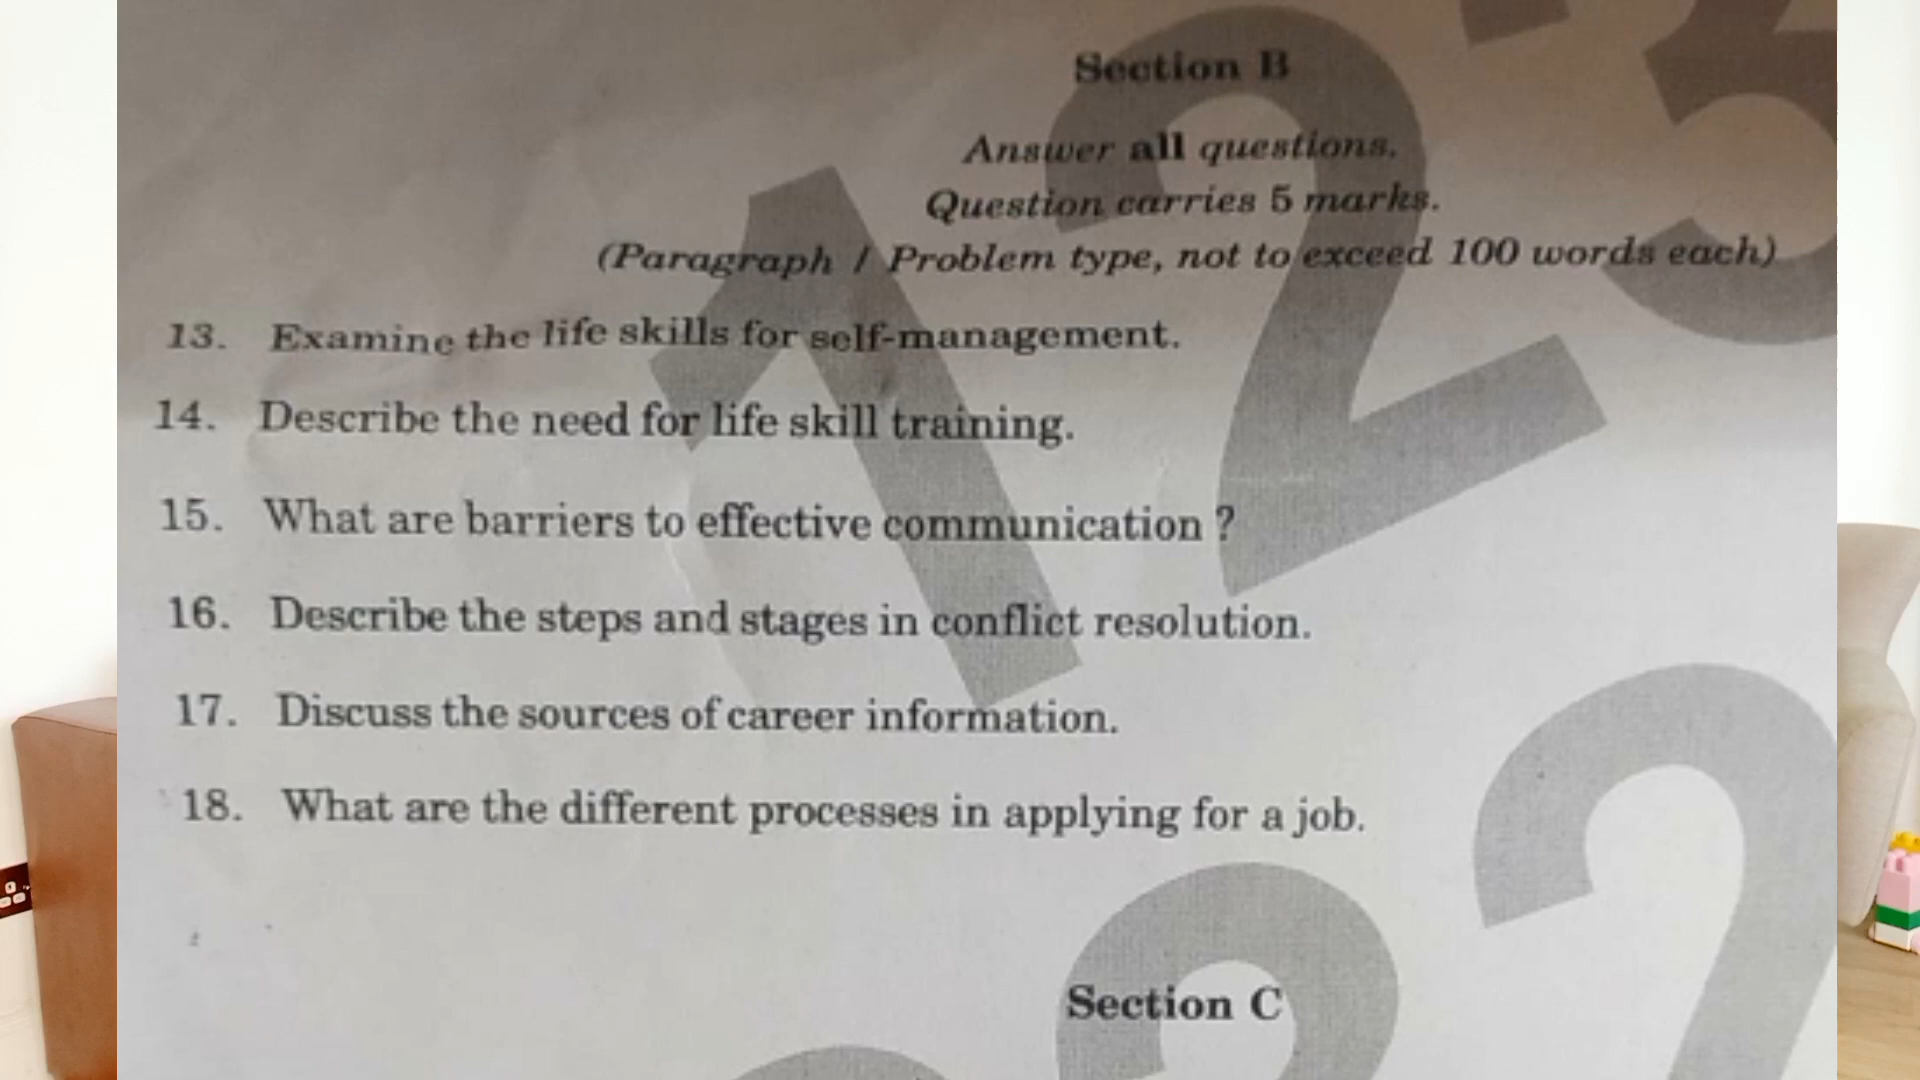 Section B
Answer all questions.
Question carries 5 marks.
(Paragraph / Problem type, not to exceed 100 words each)
13. Examine the life skills for self-management.
14. Describe the need for life skill training.
15. What are barriers to effective communication ?
16. Describe the steps and stages in conflict resolution.
17. Discuss the sources of career information.
18. What are the different processes in applying for a job.
Section C